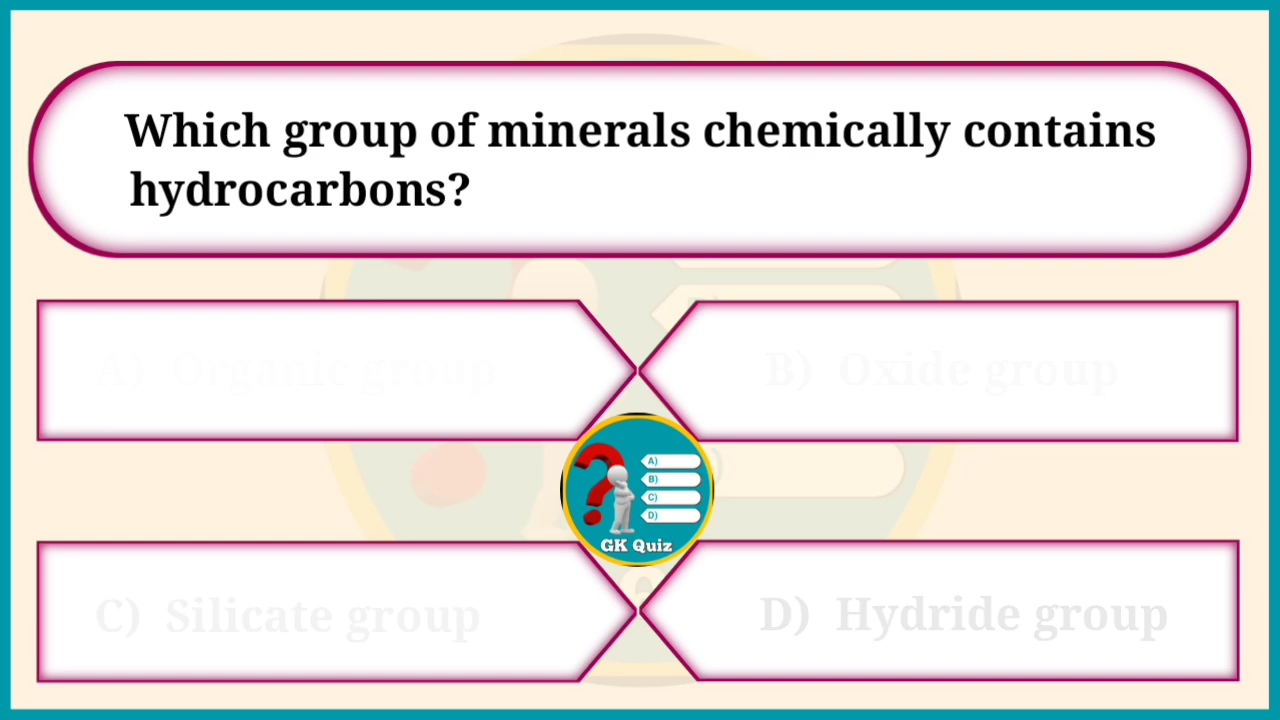 Which group of minerals chemically contains
hydrocarbons?
A) Organic group
B) Oxide group
A)
B)
C)
D)
GK Quiz
C) Silicate group
D) Hydride group